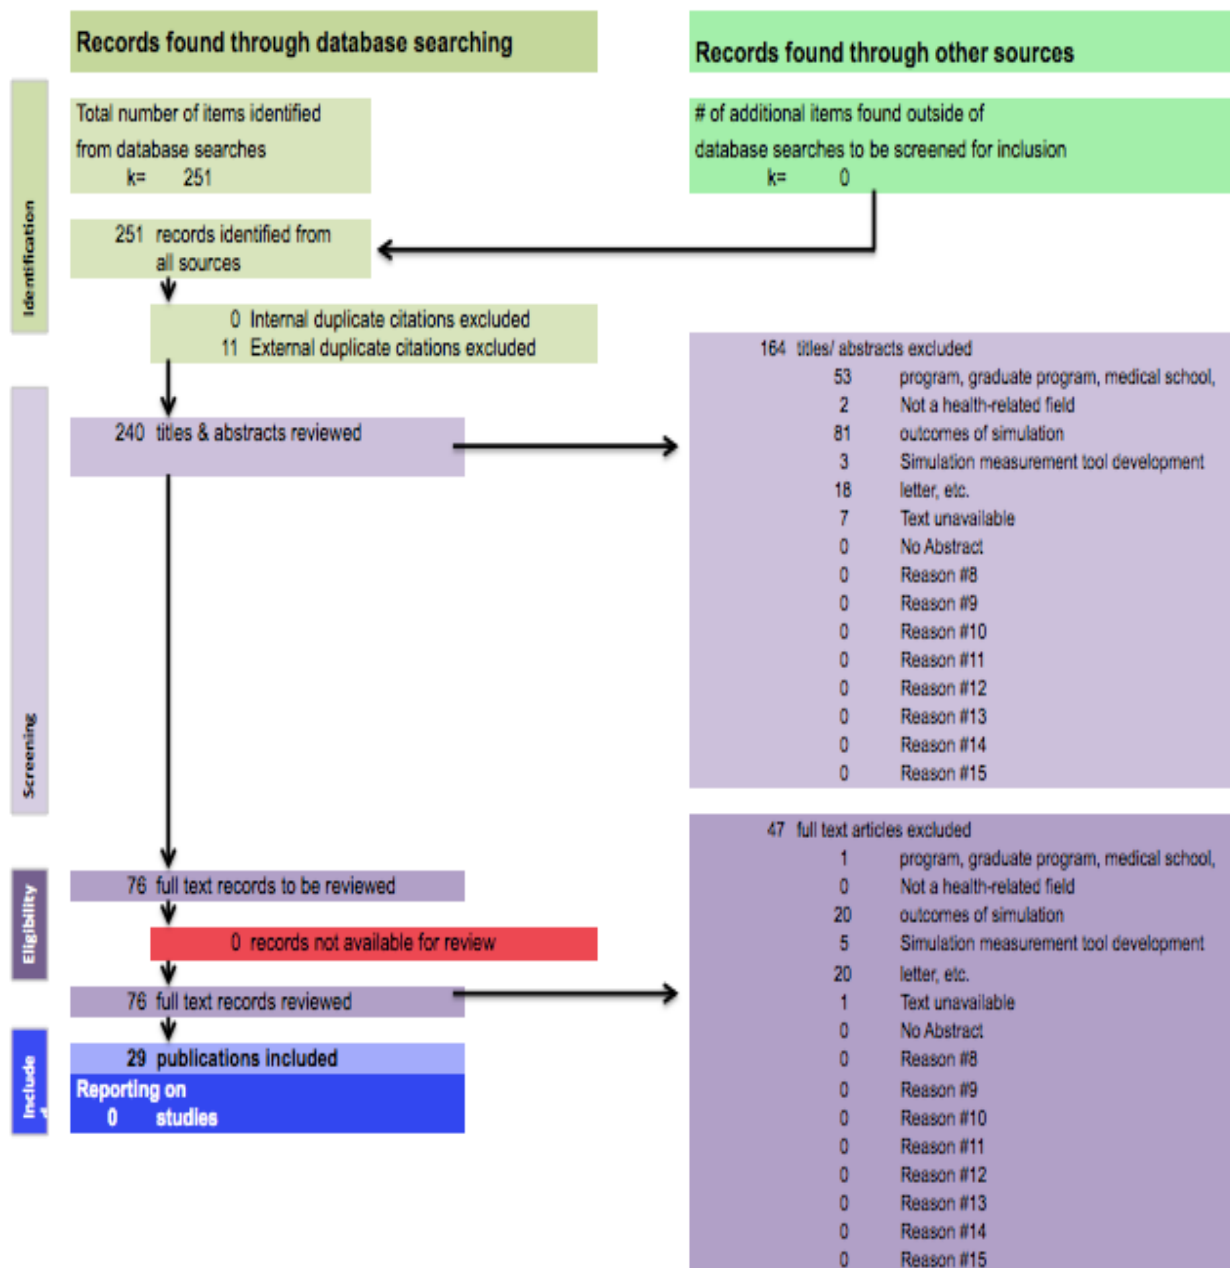 Records found through database searching
Records found through other sources
Identification
Total number of items identified
from database searches
k= 251
# of additional items found outside of
database searches to be screened for inclusion
k= 0
251 records identified from
all sources
0 Internal duplicate citations excluded
11 External duplicate citations excluded
Screening
240 titles & abstracts reviewed
164 titles/ abstracts excluded
53 program, graduate program, medical school,
2 Not a health-related field
81 outcomes of simulation
3 Simulation measurement tool development
18 letter, etc.
7 Text unavailable
0 No Abstract
0 Reason #8
0 Reason #9
0 Reason #10
0 Reason #11
0 Reason #12
0 Reason #13
0 Reason #14
0 Reason #15
Eligibility
76 full text records to be reviewed
0 records not available for review
76 full text records reviewed
47 full text articles excluded
1 program, graduate program, medical school,
0 Not a health-related field
20 outcomes of simulation
5 Simulation measurement tool development
20 letter, etc.
1 Text unavailable
0 No Abstract
0 Reason #8
0 Reason #9
0 Reason #10
0 Reason #11
0 Reason #12
0 Reason #13
0 Reason #14
0 Reason #15
Include
29 publications included
Reporting on
0 studies